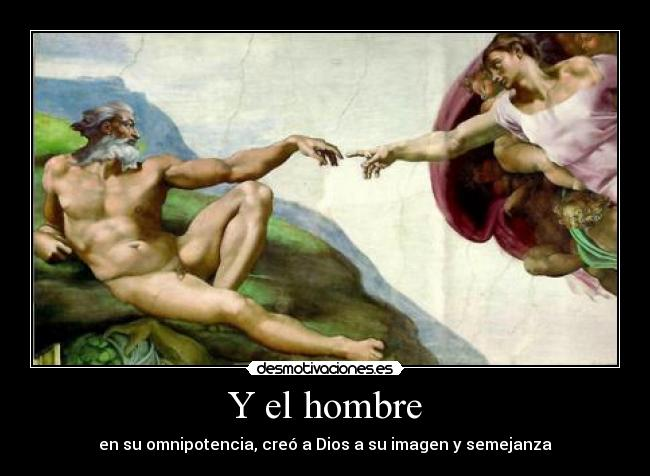 desmotivaciones.es
Y el hombre
en su omnipotencia, creó a Dios a su imagen y semejanza